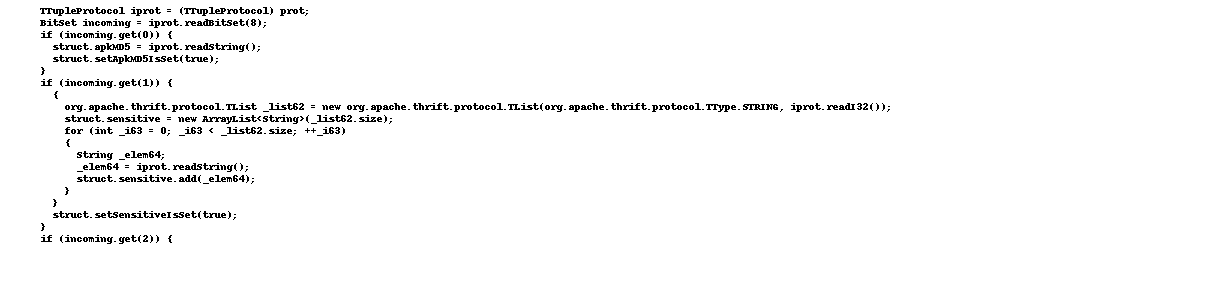 TTupleProtocol iprot = (TTupleProtocol) prot;
BitSet incoming = iprot.readBitSet(8);
if (incoming.get(0)) {
struct.apkMD5 = iprot.readString();
struct.setApkMD5IsSet(true);
}
if (incoming.get(1)) {
{
org.apache.thrift.protocol.TList _list62 = new org.apache.thrift.protocol.TList(org.apache.thrift.protocol.TType.STRING, iprot.readI32());
struct.sensitive = new ArrayList<String>(_list62.size);
for (int _i63 = 0; _i63 < _list62.size; ++_i63)
{
String _elem64;
_elem64 = iprot.readString();
struct.sensitive.add(_elem64);
}
}
struct.setSensitiveIsSet(true);
}
if (incoming.get(2)) {